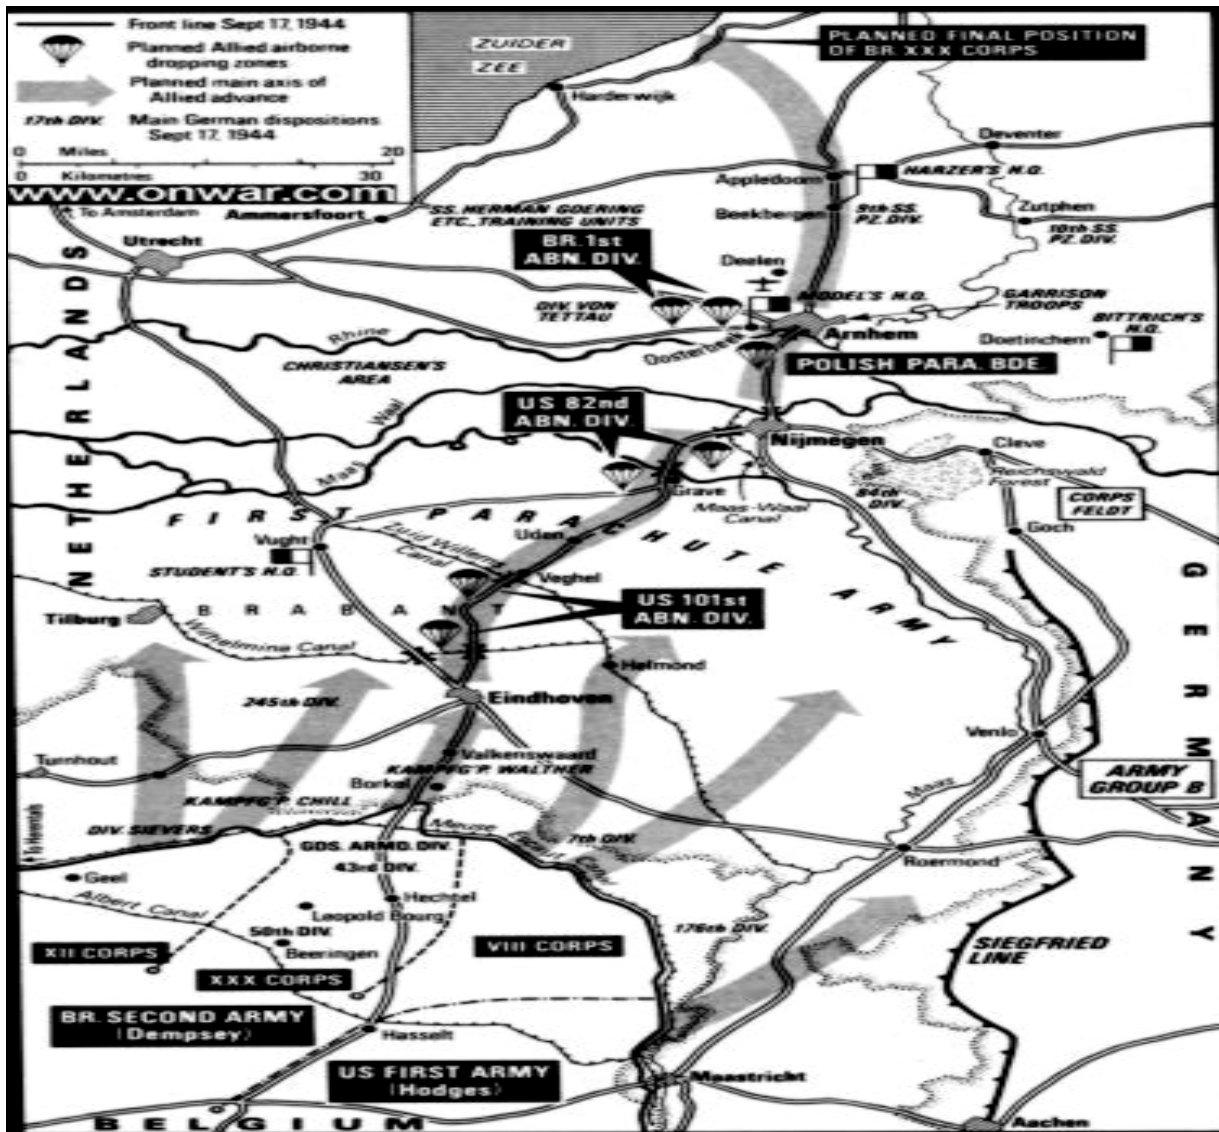 Front line Sept 17, 1944
Planned Allied airborne
dropping zones
Planned main axis of
Allied advance
17th DIV. Main German dispositions
Sept 17, 1944
0 Miles 20
0 Kilometres 30
www.onwar.com
ZUIDER
ZEE
PLANNED FINAL POSITION
OF BR. XXX CORPS
Harderwijk
Deventer
To Amsterdam
Ammersfoort
SS. HERMAN GOERING
ETC., TRAINING UNITS
Appledoorn
HARZER'S H.Q.
Beekbergen
9th SS.
PZ. DIV.
Zutphen
10th SS.
PZ. DIV.
Utrecht
BR. 1st
ABN. DIV.
Deelen
DIV. VON
TETTAU
MODEL'S H.Q.
GARRISON
TROOPS
BITTRICH'S
H.Q.
Rhine
Oosterbeek
Arnhem
Doetinchem
CHRISTIANSEN'S
AREA
POLISH PARA. BDE.
NETHERLANDS
Waal
US 82nd
ABN. DIV.
Nijmegen
Cleve
Maas
Reichswald
Forest
Grave
Maas-Waal
Canal
84th
DIV.
CORPS
FELDT
FIRST PARACHUTE ARMY
Goch
Vught
Zuid Willems
Canal
Uden
STUDENT'S H.Q.
Veghel
GERMANY
BRABANT
US 101st
ABN. DIV.
Tilburg
Wilhelmina Canal
Helmond
245th DIV.
Eindhoven
Turnhout
Valkenswaard
Venlo
KAMPFG'P. WALTHER
Borkel
ARMY
GROUP B
KAMPFG'P. CHILL
Maas
To Herentals
DIV. SIEVERS
Meuse Escaut Canal
7th DIV.
GDS. ARMD. DIV.
43rd DIV.
Roermond
Geel
Hechtel
Albert Canal
Leopold Bourg
50th DIV.
Beeringen
176th DIV.
XII CORPS
VIII CORPS
SIEGFRIED
LINE
XXX CORPS
BR. SECOND ARMY
(Dempsey)
Hasselt
US FIRST ARMY
(Hodges)
Maastricht
BELGIUM
Aachen